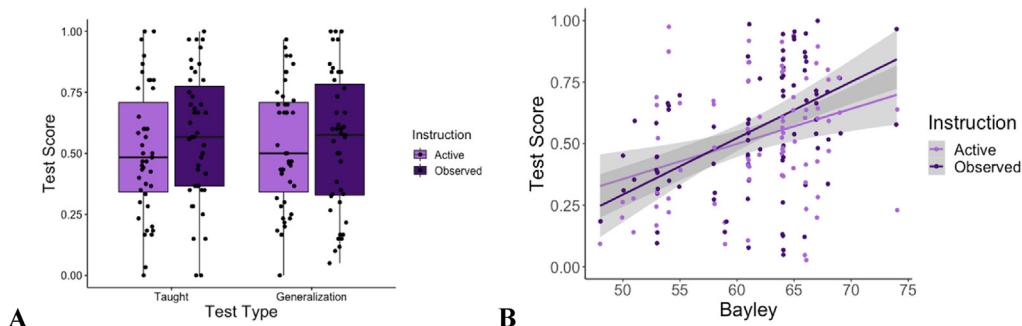 1.00
0.75
0.50
0.25
0.00
Test Score
Taught
Generalization
Test Type
Instruction
Active
Observed
A
1.00
0.75
0.50
0.25
0.00
Test Score
50
55
60
65
70
75
Bayley
Instruction
Active
Observed
B